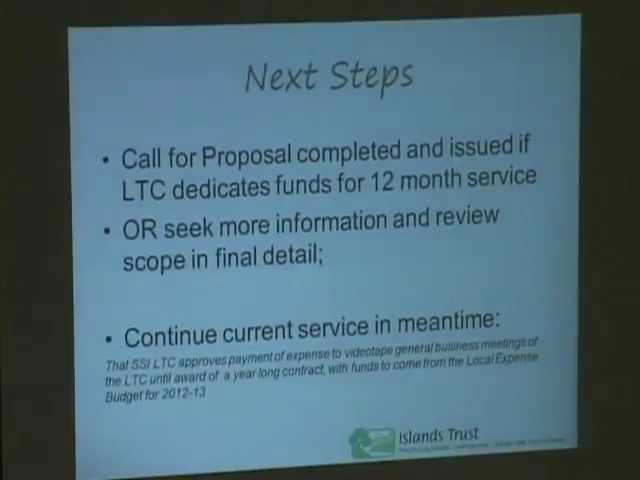 Next Steps
• Call for Proposal completed and issued if
LTC dedicates funds for 12 month service
• OR seek more information and review
scope in final detail;
• Continue current service in meantime:
That SSI LTC approves payment of expense to videotape general business meetings of
the LTC until award of a year long contract, with funds to come from the Local Expense
Budget for 2012-13
Islands Trust